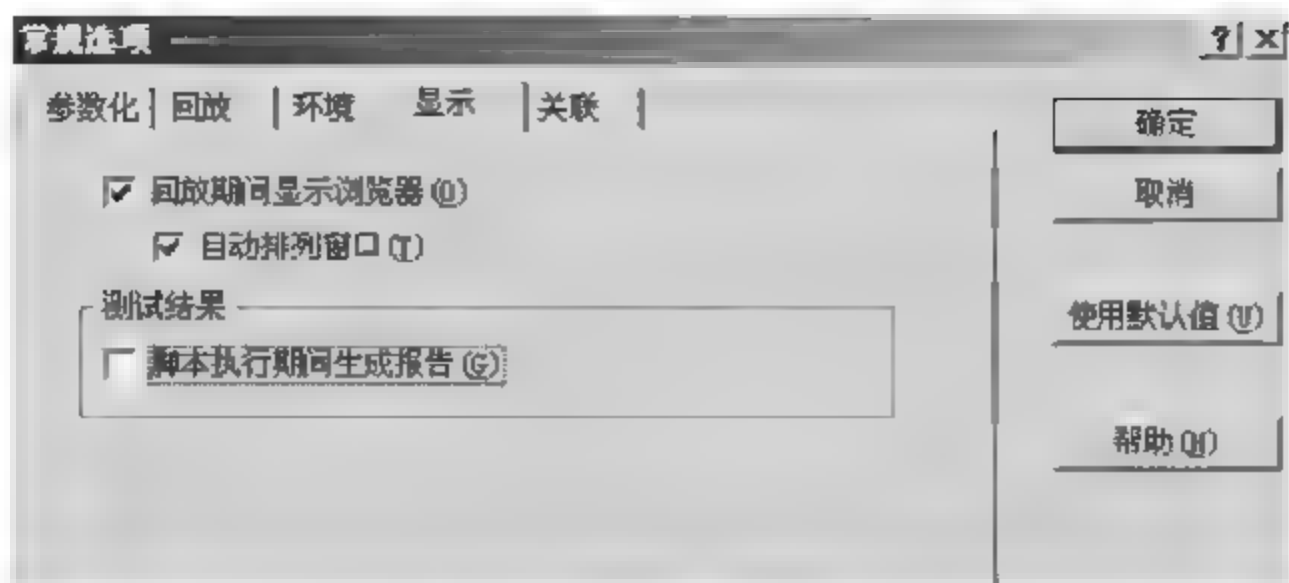 常规选项
参数化 回放 环境 显示 关联
确定
回放期间显示浏览器(O)
取消
自动排列窗口(T)
测试结果
使用默认值(U)
脚本执行期间生成报告(G)
帮助(H)